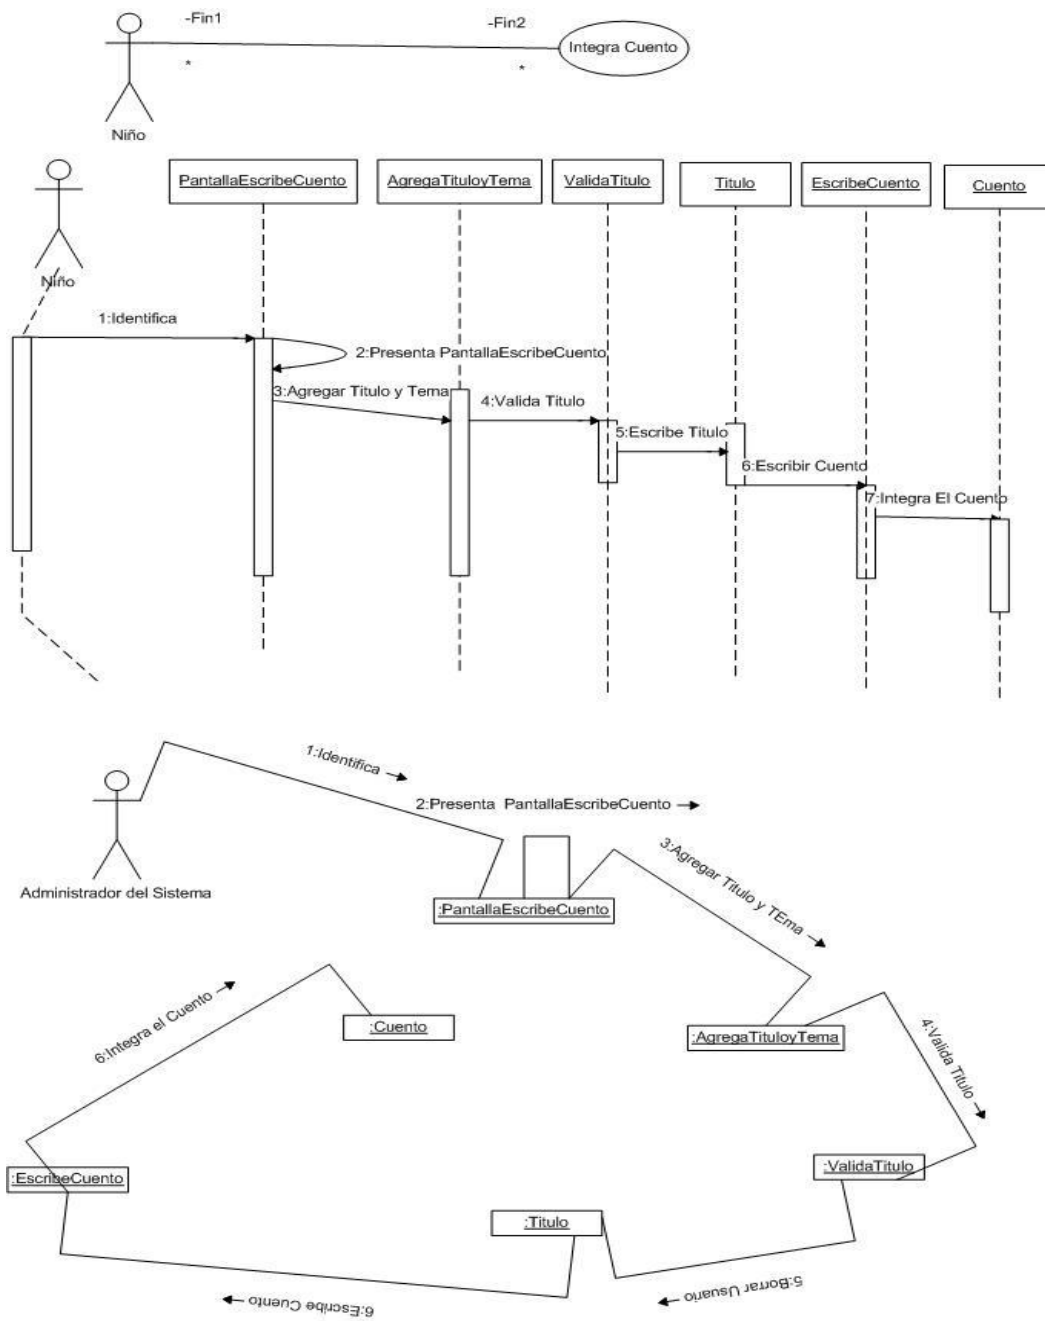 -Fin1
-Fin2
Integra Cuento
*
*
Niño
PantallaEscribeCuento
AgregaTituloyTema
ValidaTitulo
Titulo
EscribeCuento
Cuento
Niño
1:Identifica
2:Presenta PantallaEscribeCuento
3:Agregar Titulo y Tema
4:Valida Titulo
5:Escribe Titulo
6:Escribir Cuento
7:Integra El Cuento
1:Identifica
2:Presenta PantallaEscribeCuento
Administrador del Sistema
3:Agregar Titulo y TEma
:PantallaEscribeCuento
6:Integra el Cuento
:Cuento
:AgregaTituloyTema
4:Valida Titulo
:EscribeCuento
:ValidaTitulo
:Titulo
5:Borrar Usuario
6:Escribe Cuento